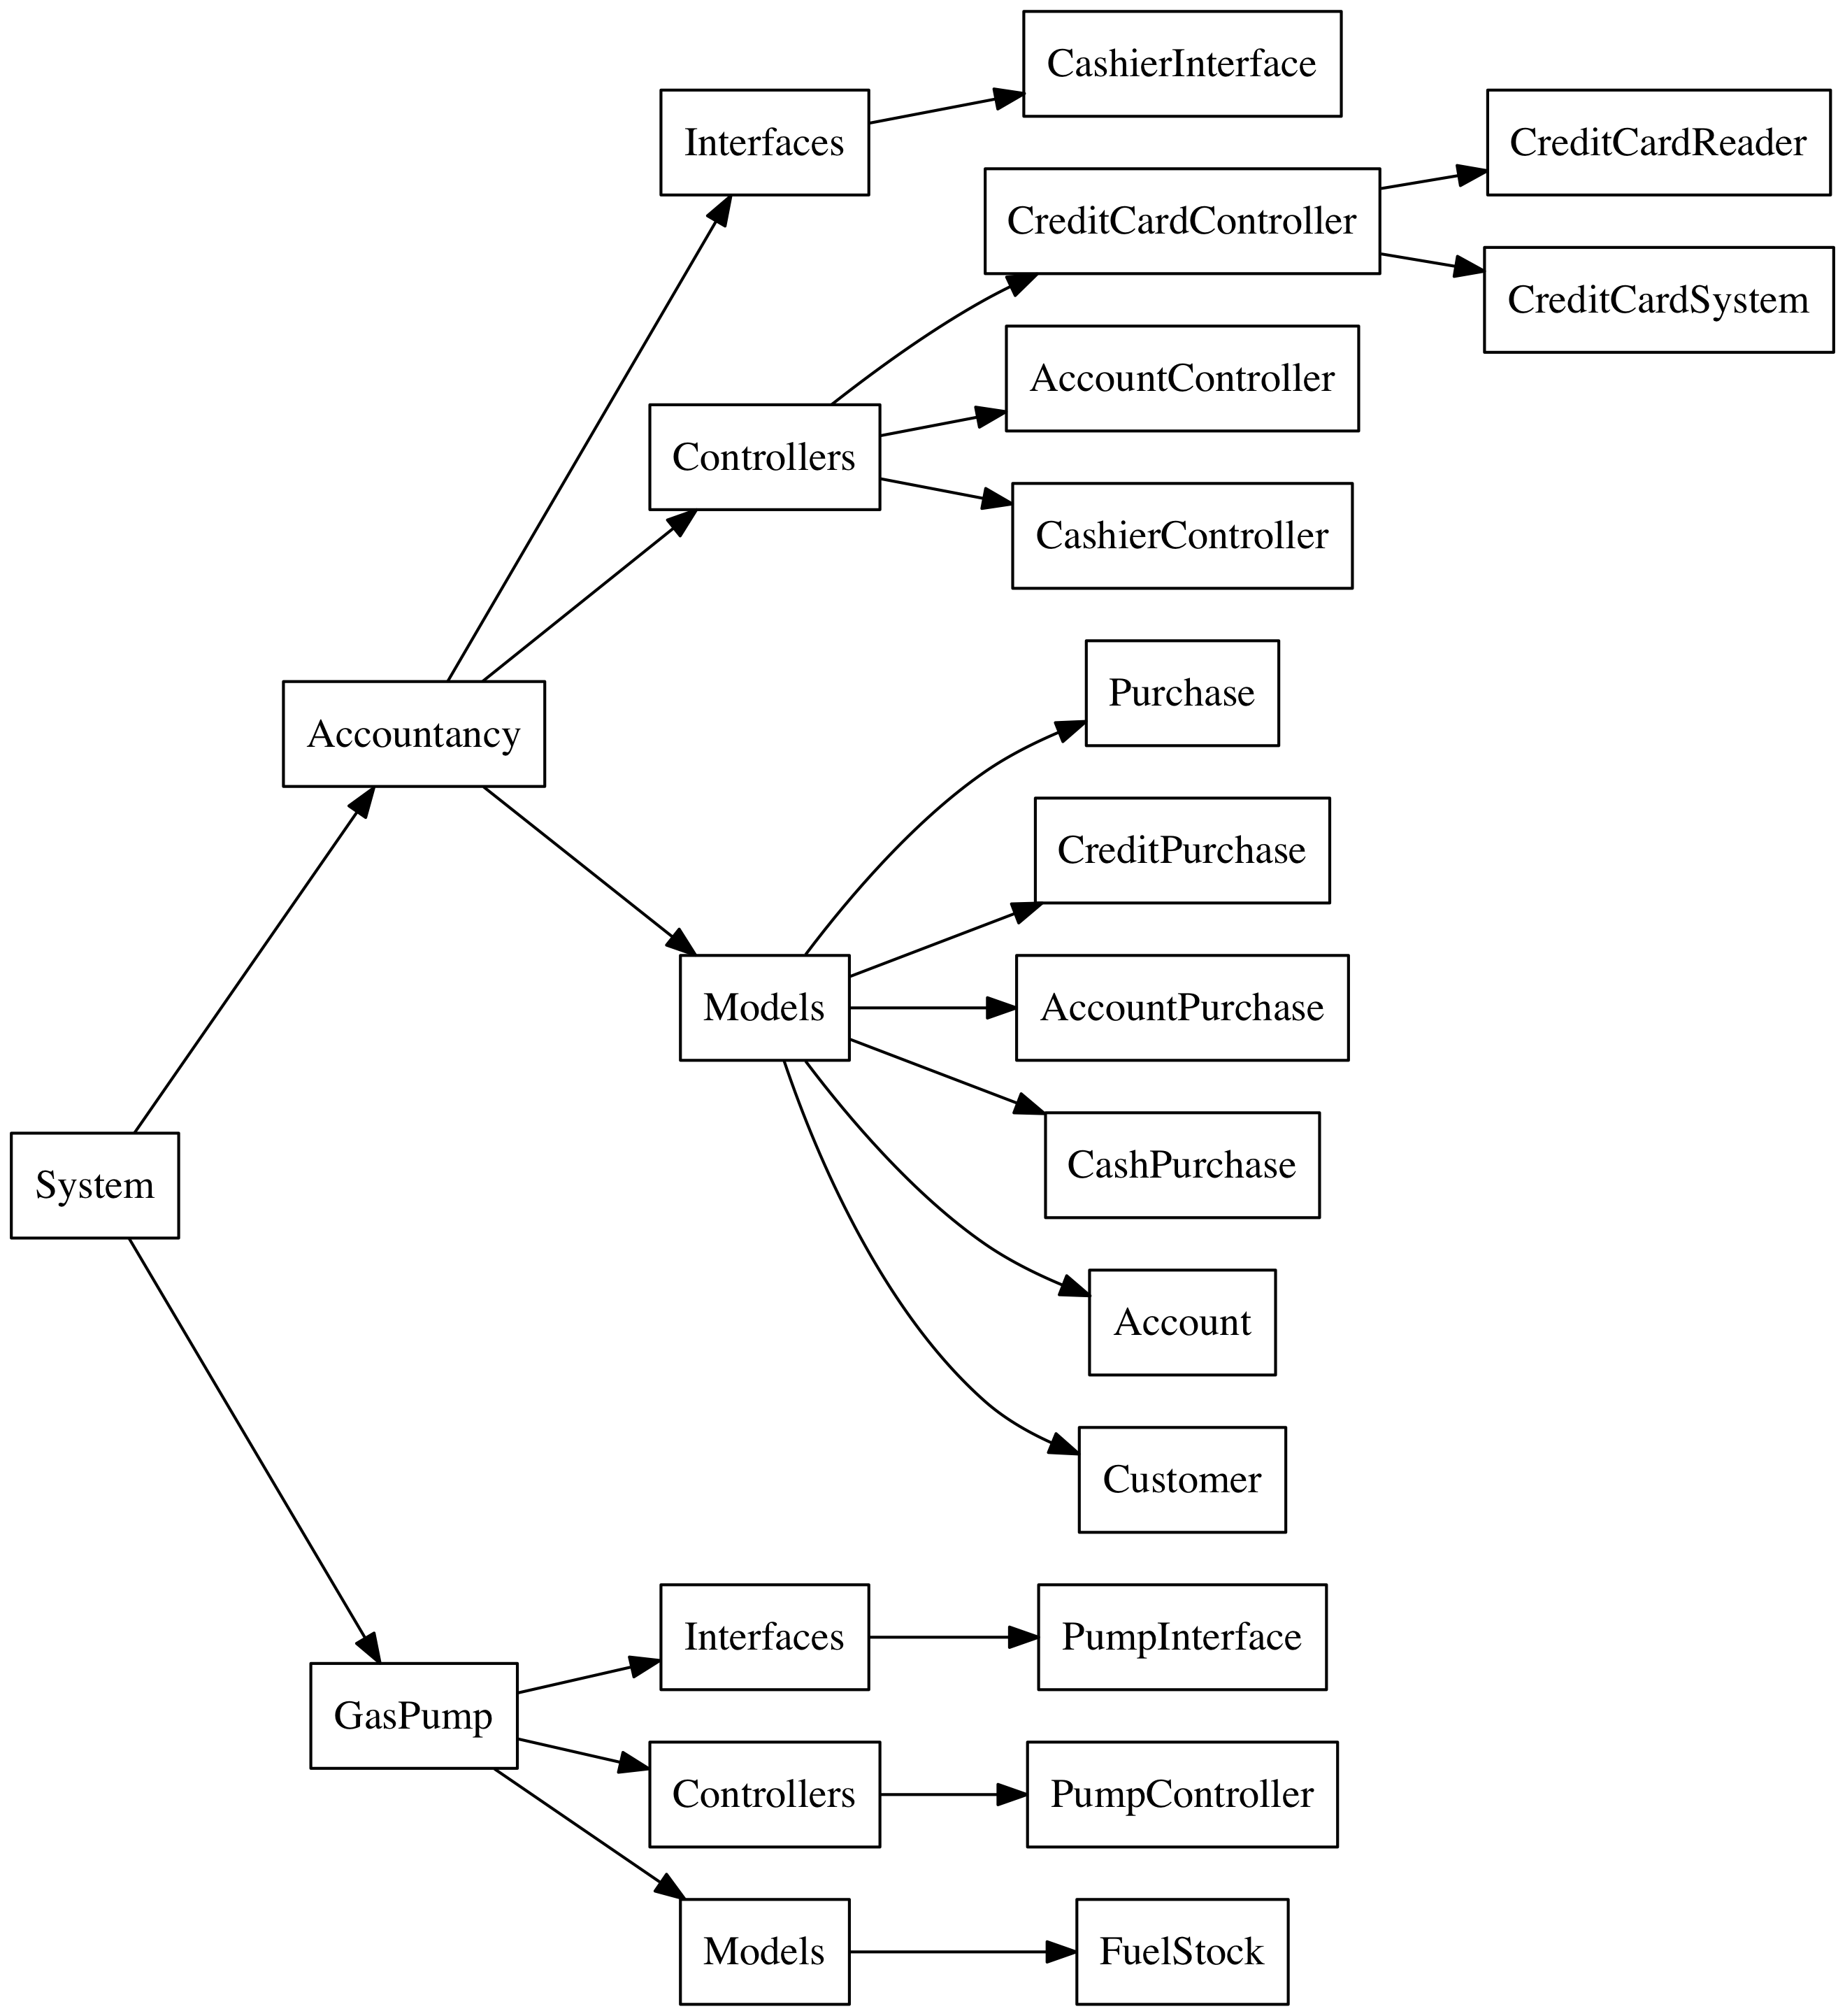 CashierInterface
Interfaces
CreditCardReader
CreditCardController
CreditCardSystem
AccountController
Controllers
CashierController
Purchase
Accountancy
CreditPurchase
Models
AccountPurchase
CashPurchase
System
Account
Customer
Interfaces
PumpInterface
GasPump
Controllers
PumpController
Models
FuelStock